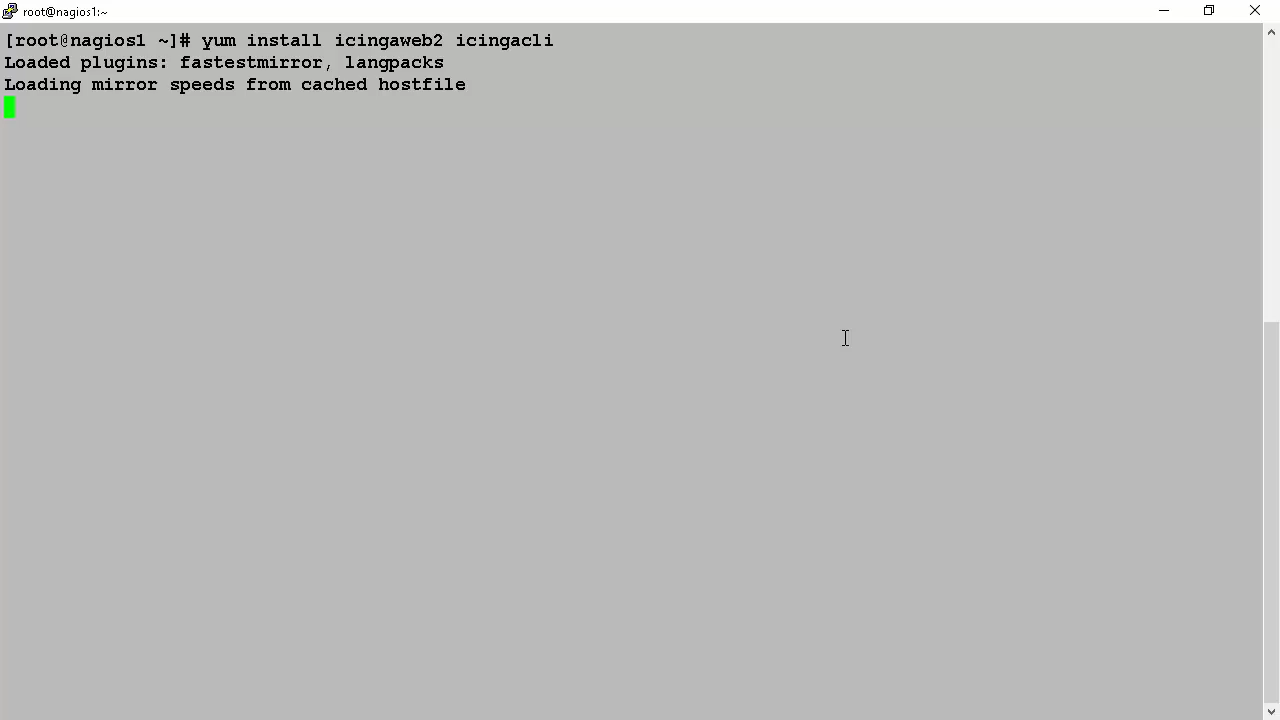 root@nagios1:~
[root@nagios1 ~]# yum install icingaweb2 icingacli
Loaded plugins: fastestmirror, langpacks
Loading mirror speeds from cached hostfile